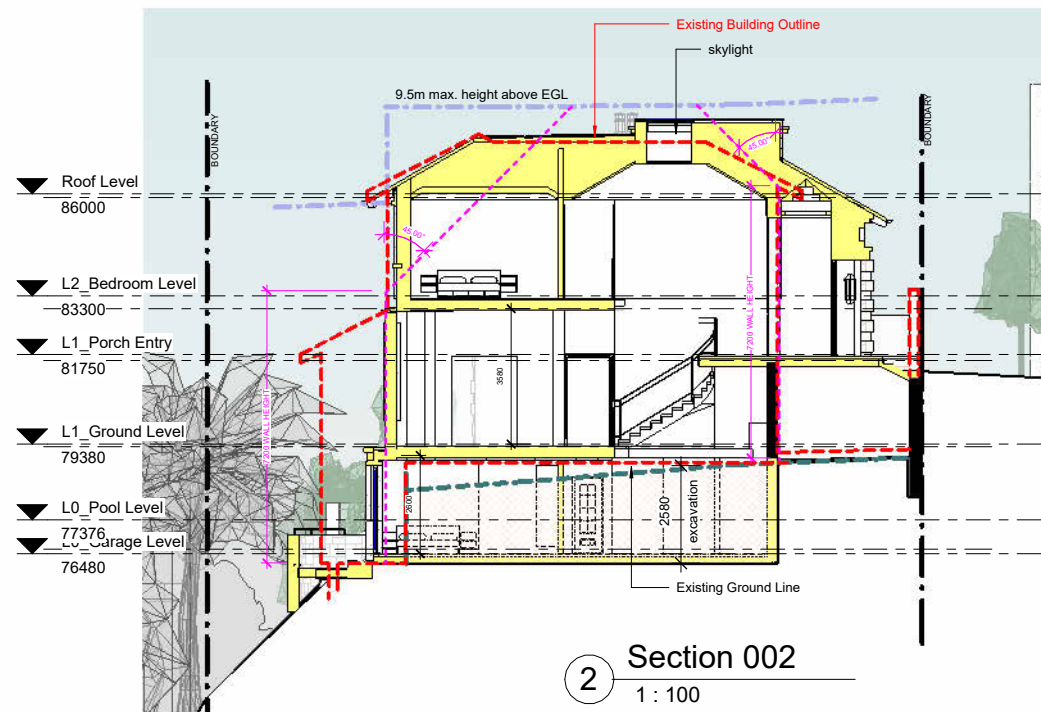 Existing Building Outline
skylight
9.5m max. height above EGL
BOUNDARY
BOUNDARY
45.00°
45.00°
Roof Level
86000
L2_Bedroom Level
83300
L1_Porch Entry
81750
7200 WALL HEIGHT
7200 WALL HEIGHT
3580
L1_Ground Level
79380
2600
2580
excavation
L0_Pool Level
77376
L0_Garage Level
76480
Existing Ground Line
2
Section 002
1 : 100